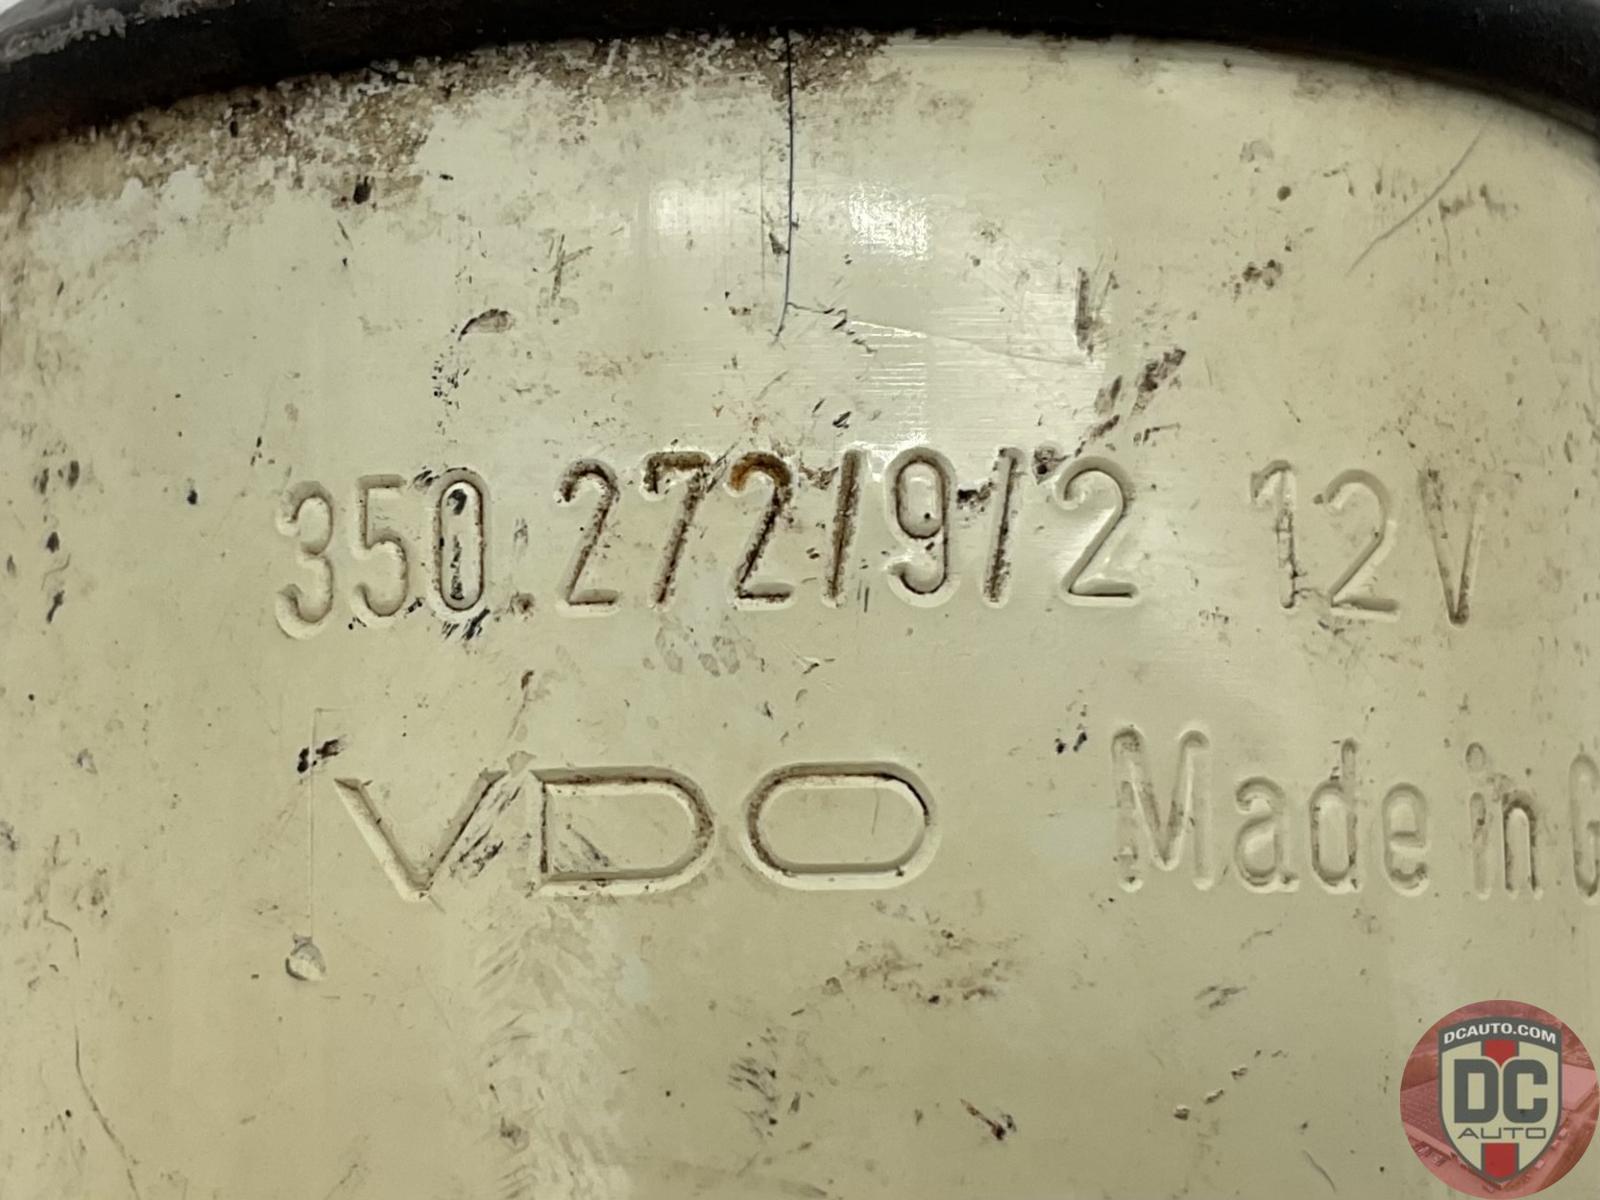 350.272/9/2 12V
VDO Made in G
DCAUTO.COM
DC
AUTO